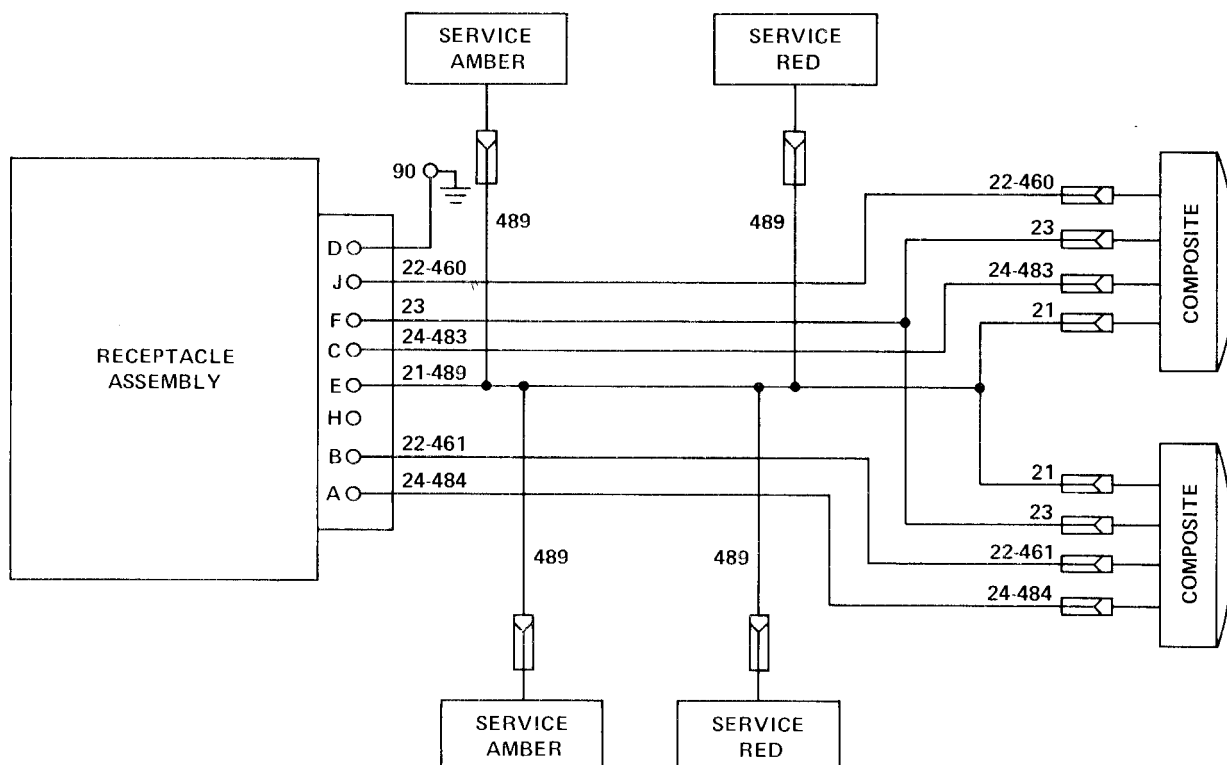 SERVICE
AMBER
SERVICE
RED
90
489
489
22-460
23
24-483
21
COMPOSITE
RECEPTACLE
ASSEMBLY
D
J
22-460
F
23
C
24-483
E
21-489
H
B
22-461
A
24-484
489
489
21
23
22-461
24-484
COMPOSITE
SERVICE
AMBER
SERVICE
RED